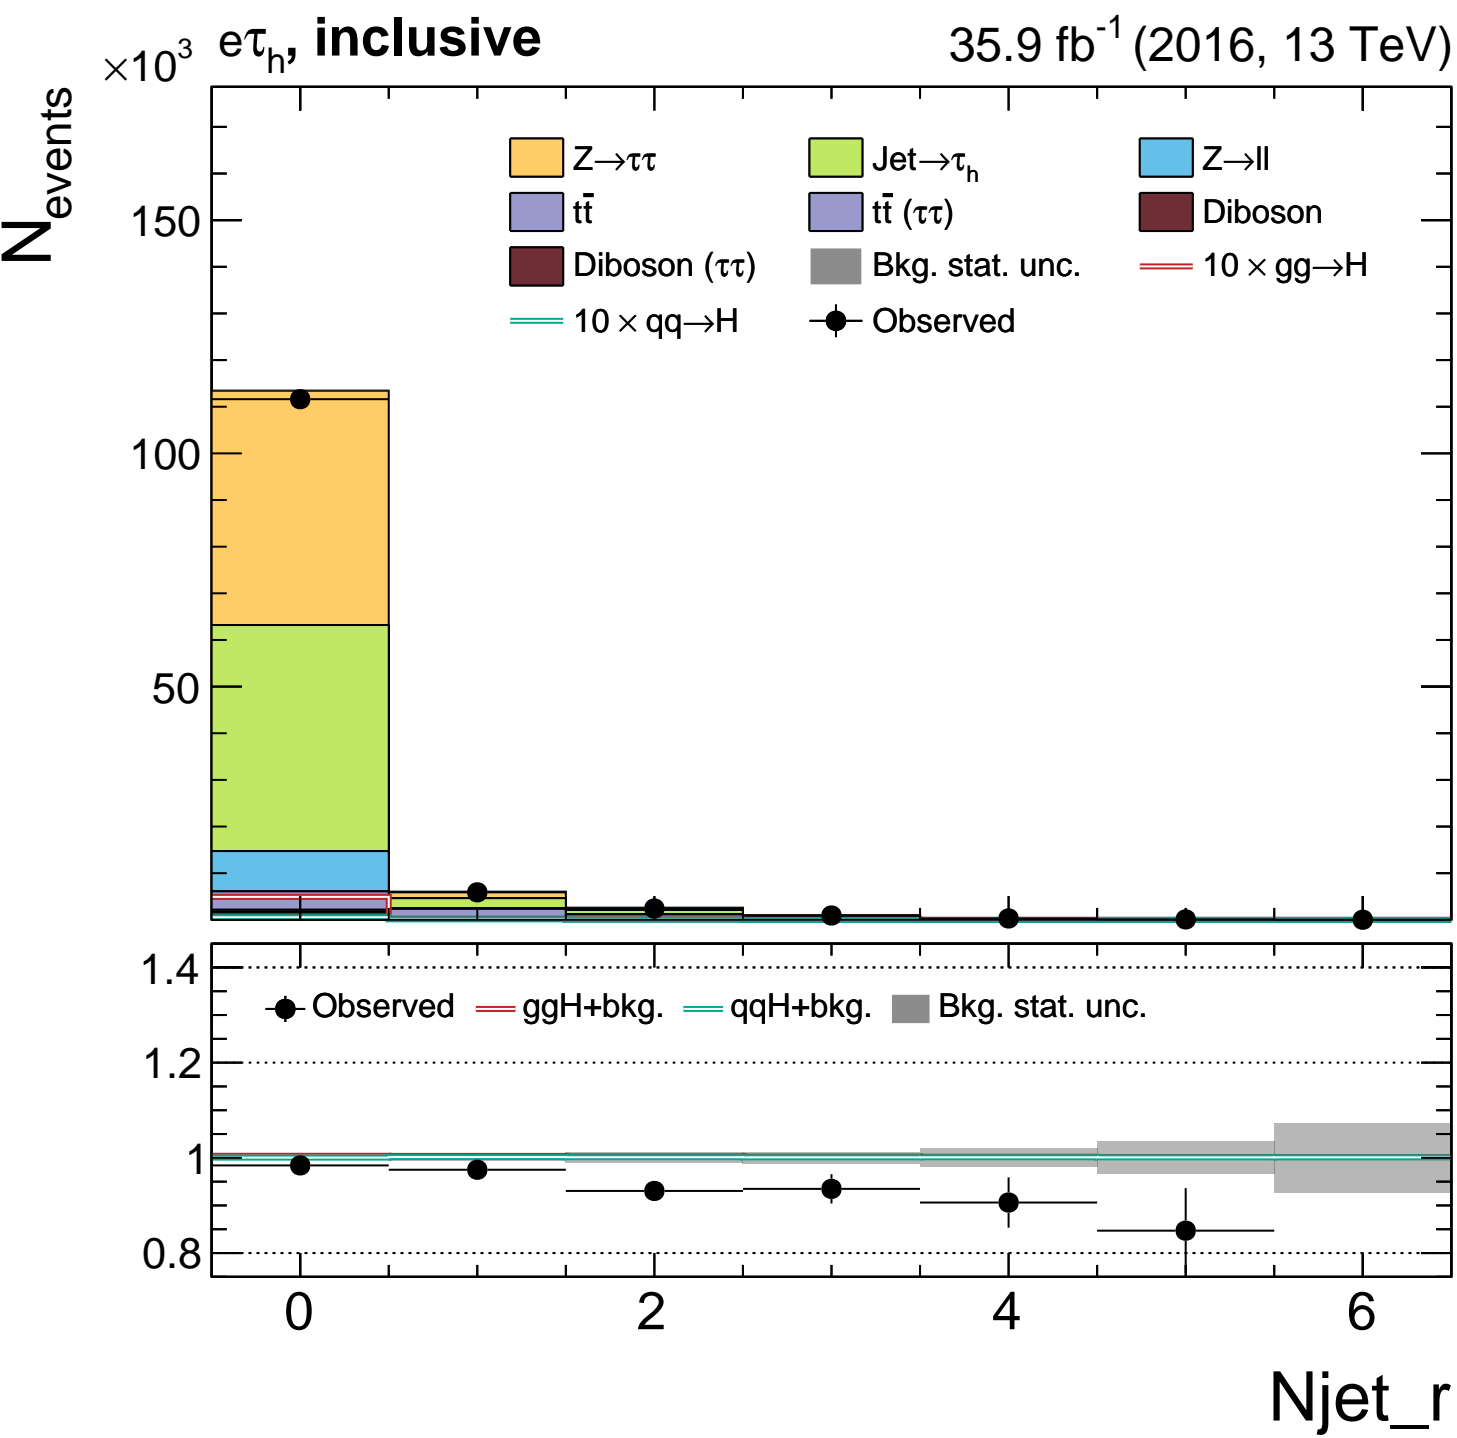 ×10³ eτₕ, inclusive 35.9 fb⁻¹ (2016, 13 TeV)
N_events
Z→ττ Jet→τₕ Z→ll
tt̄ tt̄ (ττ) Diboson
Diboson (ττ) Bkg. stat. unc. 10 × gg→H
10 × qq→H Observed
150
100
50
1.4
Observed ggH+bkg. qqH+bkg. Bkg. stat. unc.
1.2
1
0.8
0 2 4 6
Njet_r